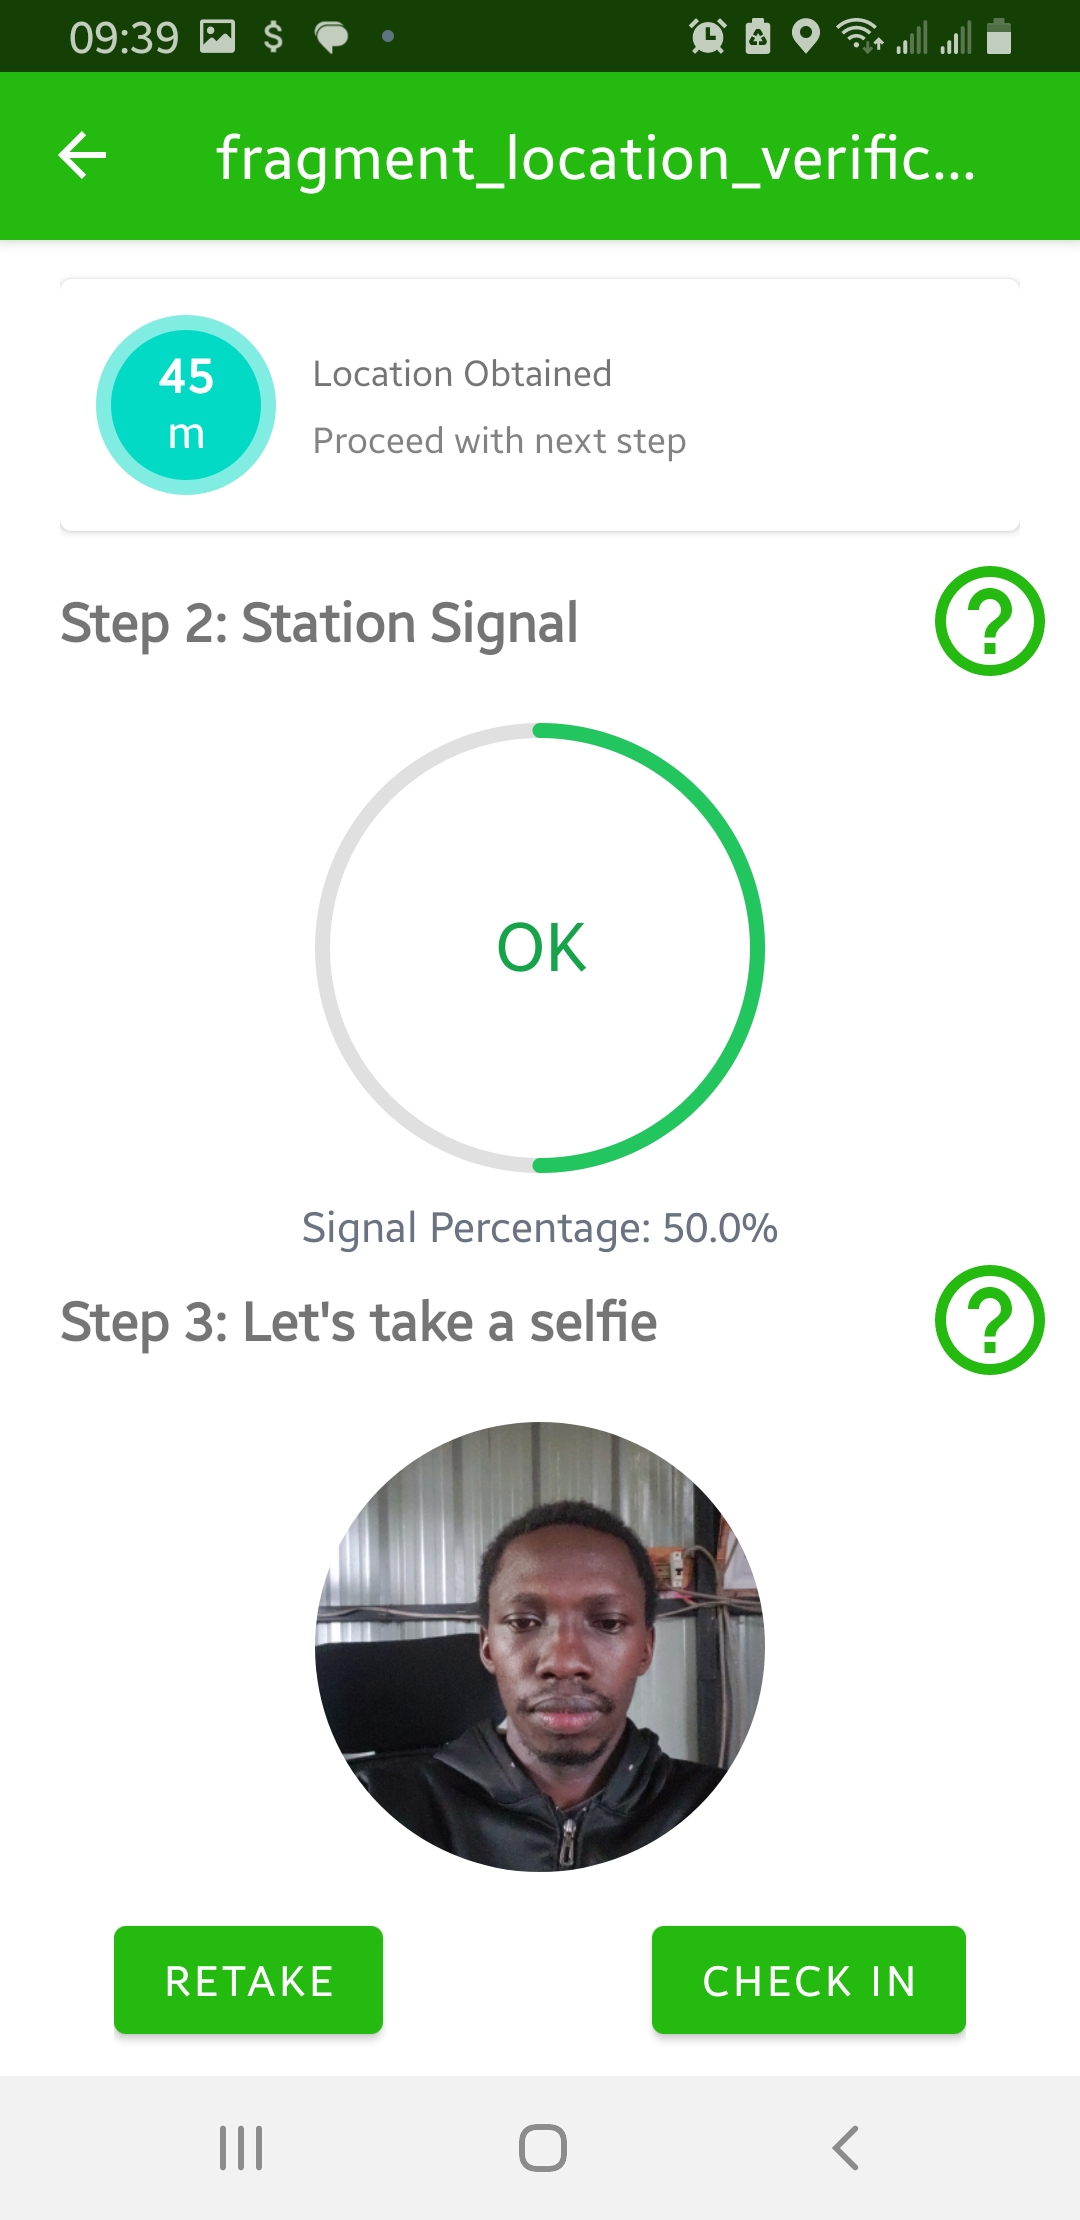 09:39
fragment_location_verific...
45
m
Location Obtained
Proceed with next step
Step 2: Station Signal
OK
Signal Percentage: 50.0%
Step 3: Let's take a selfie
RETAKE
CHECK IN